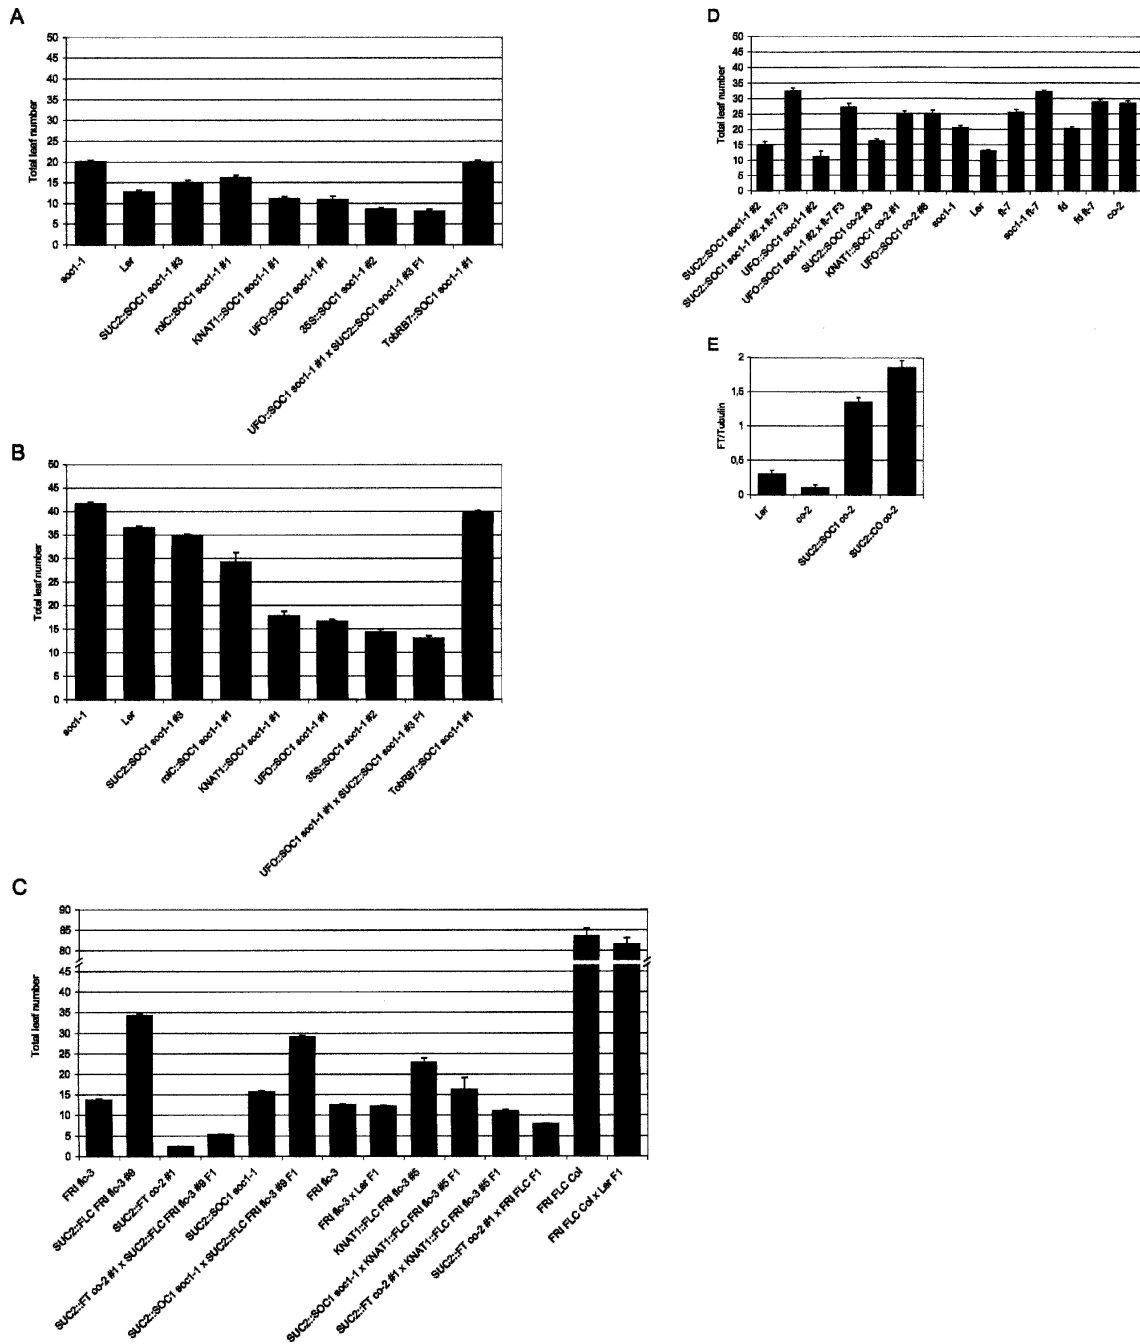 A
Total leaf number
50
45
40
35
30
25
20
15
10
5
0
soc1-1
Ler
SUC2::SOC1 soc1-1 #3
rolC::SOC1 soc1-1 #1
KNAT1::SOC1 soc1-1 #1
UFO::SOC1 soc1-1 #1
35S::SOC1 soc1-1 #2
UFO::SOC1 soc1-1 #1 x SUC2::SOC1 soc1-1 #3 F1
TobRB7::SOC1 soc1-1 #1
B
Total leaf number
50
45
40
35
30
25
20
15
10
5
0
soc1-1
Ler
SUC2::SOC1 soc1-1 #3
rolC::SOC1 soc1-1 #1
KNAT1::SOC1 soc1-1 #1
UFO::SOC1 soc1-1 #1
35S::SOC1 soc1-1 #2
UFO::SOC1 soc1-1 #1 x SUC2::SOC1 soc1-1 #3 F1
TobRB7::SOC1 soc1-1 #1
C
Total leaf number
90
85
80
45
40
35
30
25
20
15
10
5
0
FRI flc-3
SUC2::FLC FRI flc-3 #9
SUC2::FT co-2 #1
SUC2::FT co-2 #1 x SUC2::FLC FRI flc-3 #9 F1
SUC2::SOC1 soc1-1
SUC2::SOC1 soc1-1 x SUC2::FLC FRI flc-3 #9 F1
FRI flc-3
FRI flc-3 x Ler F1
KNAT1::FLC FRI flc-3 #5
SUC2::SOC1 soc1-1 x KNAT1::FLC FRI flc-3 #5 F1
SUC2::FT co-2 #1 x KNAT1::FLC FRI flc-3 #5 F1
SUC2::FT co-2 #1 x FRI FLC F1
FRI FLC Col
FRI FLC Col x Ler F1
D
Total leaf number
50
45
40
35
30
25
20
15
10
5
0
SUC2::SOC1 soc1-1 #2
SUC2::SOC1 soc1-1 #2 x ft-7 F3
UFO::SOC1 soc1-1 #2
UFO::SOC1 soc1-1 #2 x ft-7 F3
SUC2::SOC1 co-2 #3
KNAT1::SOC1 co-2 #1
UFO::SOC1 co-2 #6
soc1-1
Ler
ft-7
soc1-1 ft-7
fd
fd ft-7
co-2
E
FT/Tubulin
2
1,5
1
0,5
0
Ler
co-2
SUC2::SOC1 co-2
SUC2::CO co-2